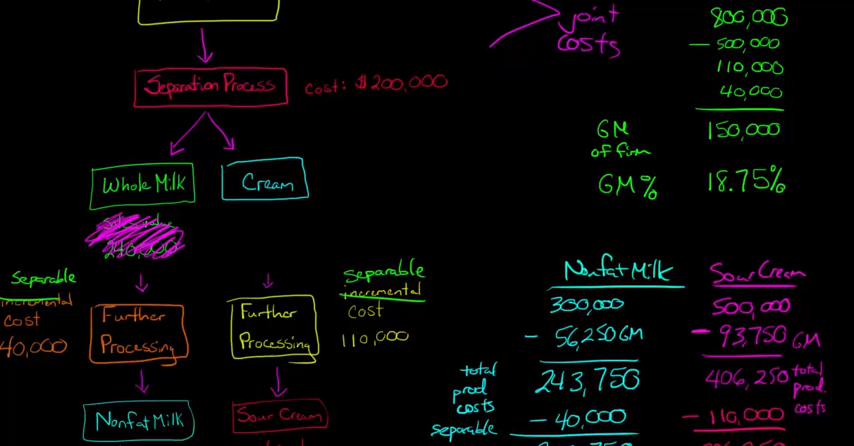 joint
costs
800,000
- 500,000
110,000
40,000
150,000
GM
of firm
GM%
18.75%
Separation Process
cost: $200,000
Whole Milk
Cream
240,000
Separable
incremental
cost
40,000
Further
Processing
Further
Processing
Separable
incremental
cost
110,000
Nonfat Milk
Sour Cream
Nonfat Milk
300,000
- 56,250 GM
total
prod
costs
243,750
separable
- 40,000
Sour Cream
500,000
- 93,750 GM
406,250
total
prod.
costs
- 110,000